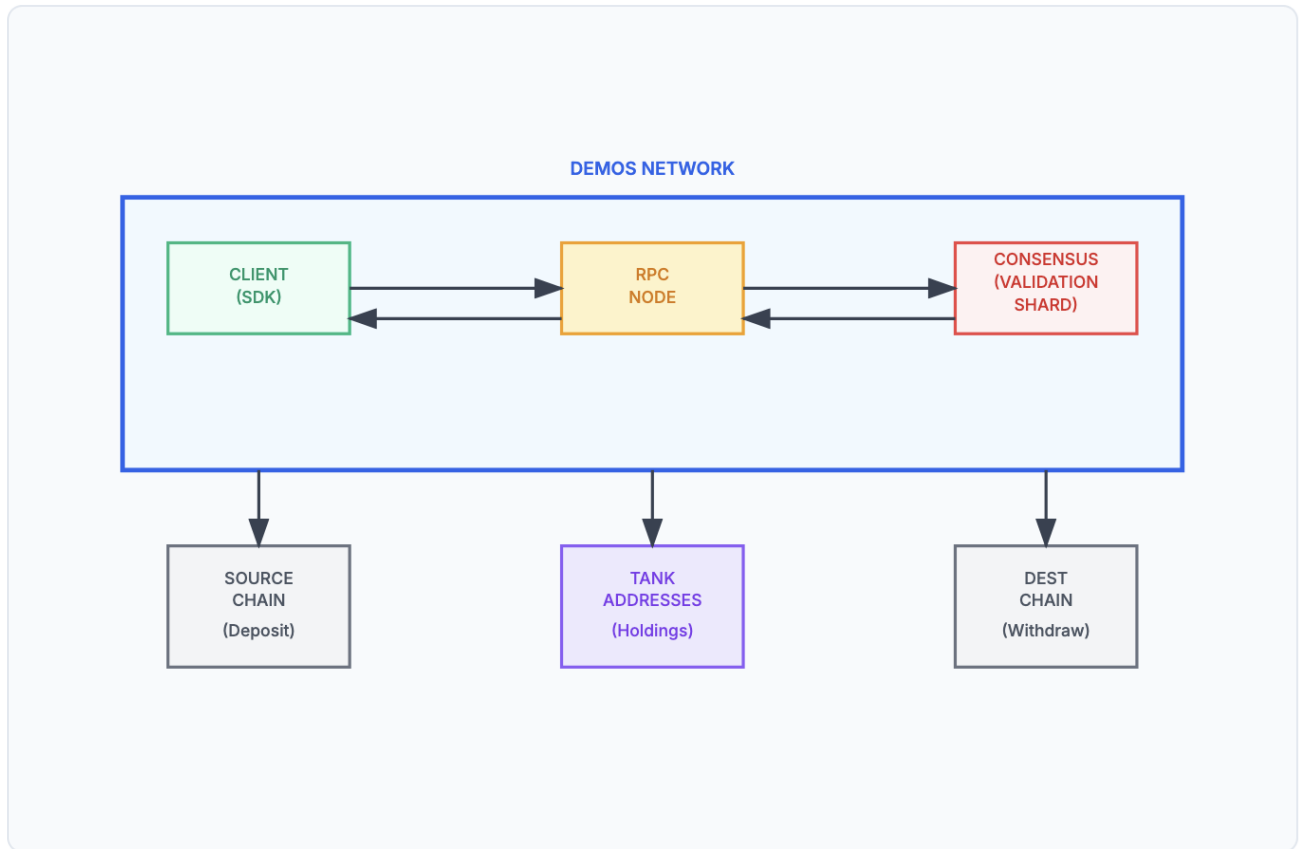 DEMOS NETWORK
CLIENT
(SDK)
RPC
NODE
CONSENSUS
(VALIDATION
SHARD)
SOURCE
CHAIN
(Deposit)
TANK
ADDRESSES
(Holdings)
DEST
CHAIN
(Withdraw)